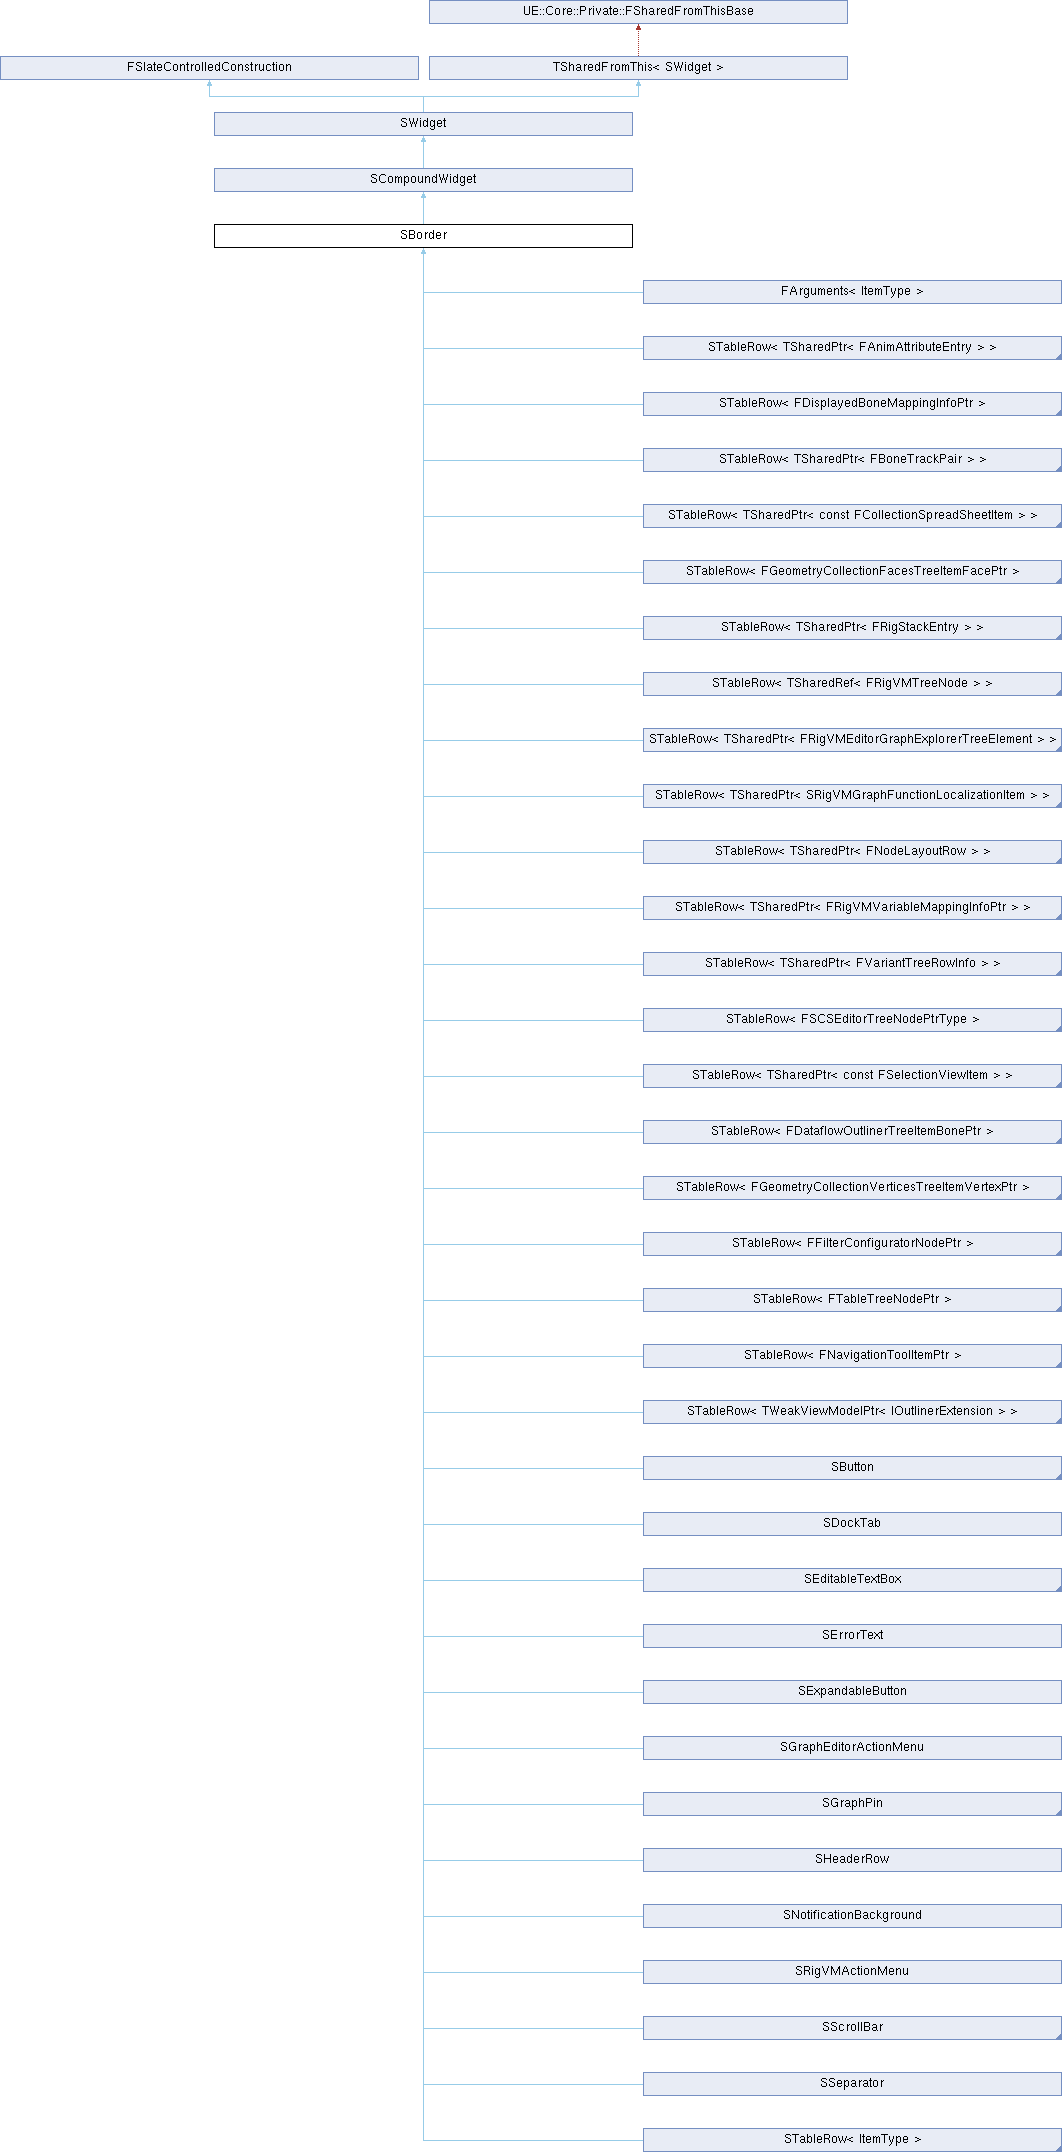 UE::Core::Private::FSharedFromThisBase
FSlateControlledConstruction
TSharedFromThis< SWidget >
SWidget
SCompoundWidget
SBorder
FArguments< ItemType >
STableRow< TSharedPtr< FAnimAttributeEntry > >
STableRow< FDisplayedBoneMappingInfoPtr >
STableRow< TSharedPtr< FBoneTrackPair > >
STableRow< TSharedPtr< const FCollectionSpreadSheetItem > >
STableRow< FGeometryCollectionFacesTreeItemFacePtr >
STableRow< TSharedPtr< FRigStackEntry > >
STableRow< TSharedRef< FRigVMTreeNode > >
STableRow< TSharedPtr< FRigVMEditorGraphExplorerTreeElement > >
STableRow< TSharedPtr< SRigVMGraphFunctionLocalizationItem > >
STableRow< TSharedPtr< FNodeLayoutRow > >
STableRow< TSharedPtr< FRigVMVariableMappingInfoPtr > >
STableRow< TSharedPtr< FVariantTreeRowInfo > >
STableRow< FSCSEditorTreeNodePtrType >
STableRow< TSharedPtr< const FSelectionViewItem > >
STableRow< FDataflowOutlinerTreeItemBonePtr >
STableRow< FGeometryCollectionVerticesTreeItemVertexPtr >
STableRow< FFilterConfiguratorNodePtr >
STableRow< FTableTreeNodePtr >
STableRow< FNavigationToolItemPtr >
STableRow< TWeakViewModelPtr< IOutlinerExtension > >
SButton
SDockTab
SEditableTextBox
SErrorText
SExpandableButton
SGraphEditorActionMenu
SGraphPin
SHeaderRow
SNotificationBackground
SRigVMActionMenu
SScrollBar
SSeparator
STableRow< ItemType >